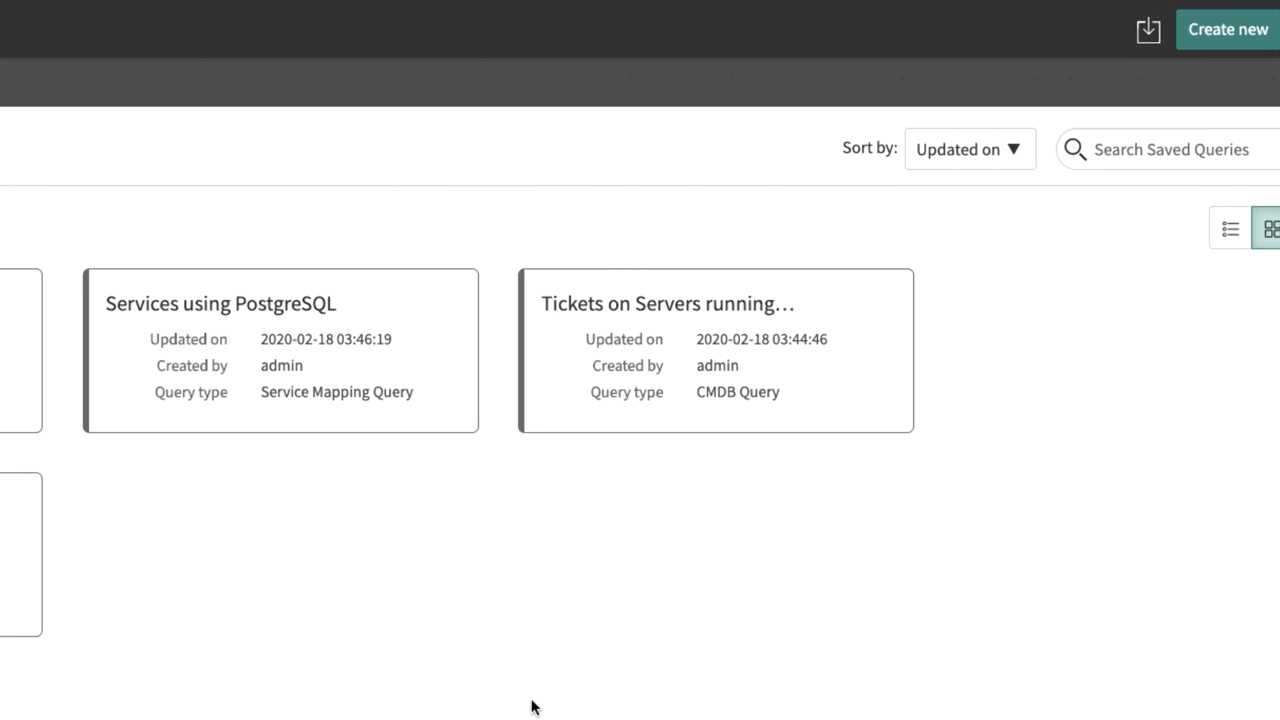 Create new
Sort by: Updated on ▼ Search Saved Queries
Services using PostgreSQL
Updated on 2020-02-18 03:46:19
Created by admin
Query type Service Mapping Query
Tickets on Servers running...
Updated on 2020-02-18 03:44:46
Created by admin
Query type CMDB Query